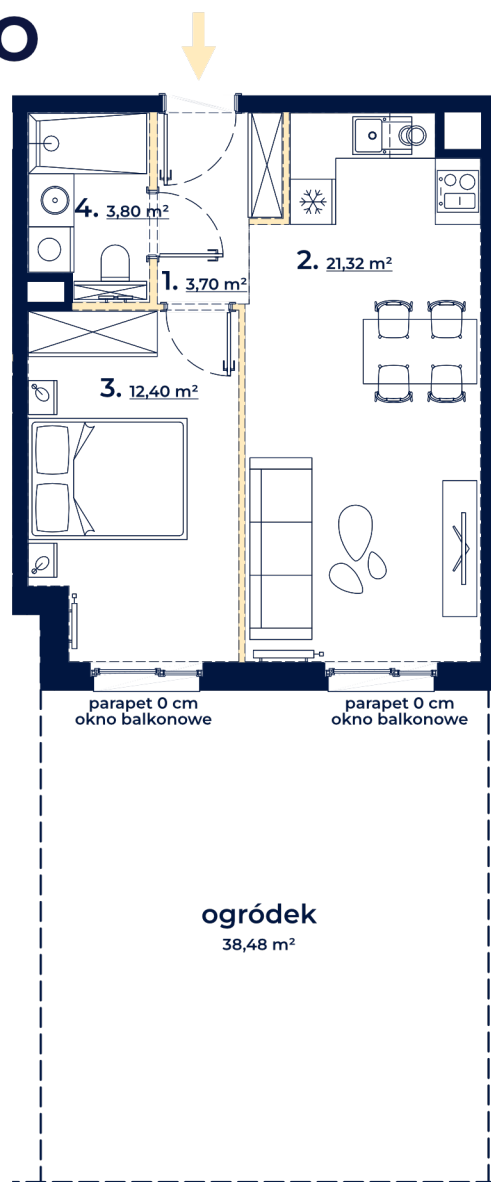 O
4. 3,80 m²
1. 3,70 m²
2. 21,32 m²
3. 12,40 m²
parapet 0 cm
okno balkonowe
parapet 0 cm
okno balkonowe
ogródek
38,48 m²